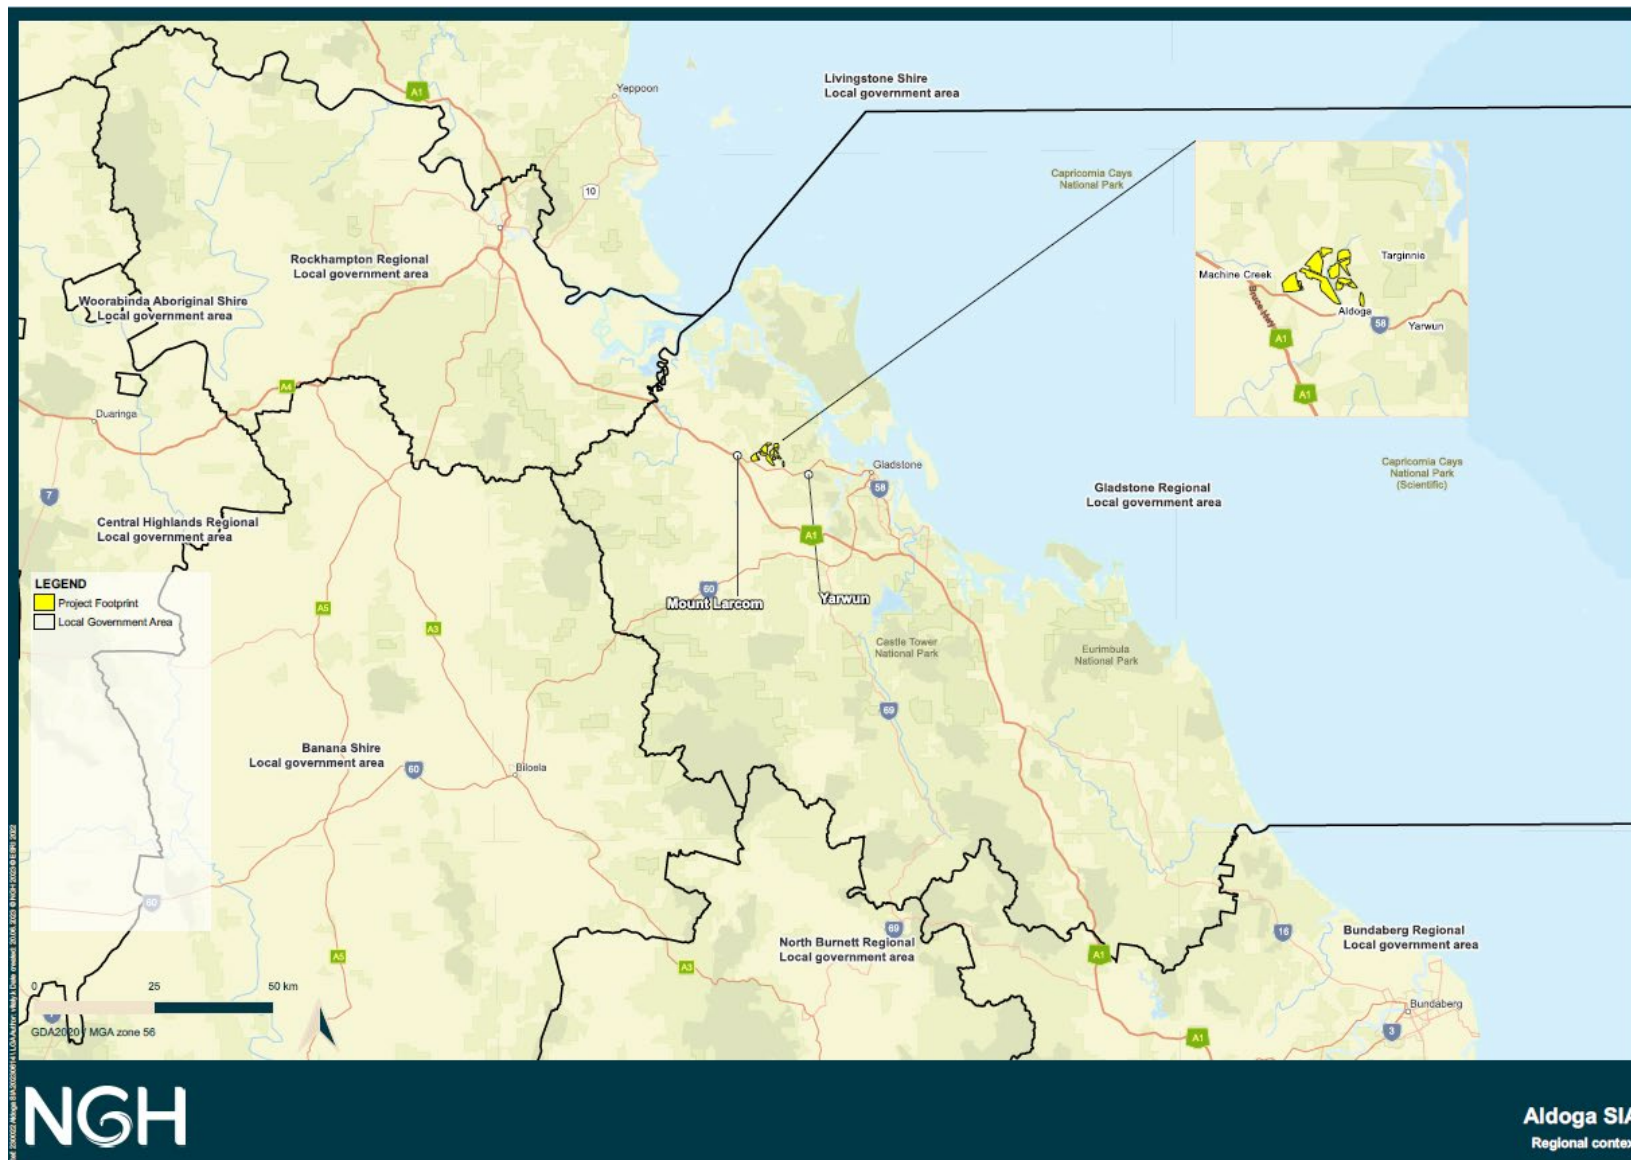 Livingstone Shire
Local government area
A1
Yeppoon
10
Capricornia Cays
National Park
Rockhampton Regional
Local government area
Woorabinda Aboriginal Shire
Local government area
Targinnie
Machine Creek
Bruce Hwy
Aldoga
58
Yarwun
A1
A1
A4
Duaringa
7
Central Highlands Regional
Local government area
Gladstone
58
Gladstone Regional
Local government area
Capricornia Cays
National Park
(Scientific)
A1
LEGEND
Project Footprint
Local Government Area
A5
A3
60
Mount Larcom
Yarwun
Castle Tower
National Park
Eurimbula
National Park
69
Banana Shire
Local government area
60
Biloela
60
A5
A3
69
North Burnett Regional
Local government area
A1
16
Bundaberg Regional
Local government area
Bundaberg
3
A1
0 25 50 km
GDA2020 / MGA zone 56
NGH
Aldoga SIA
Regional contex